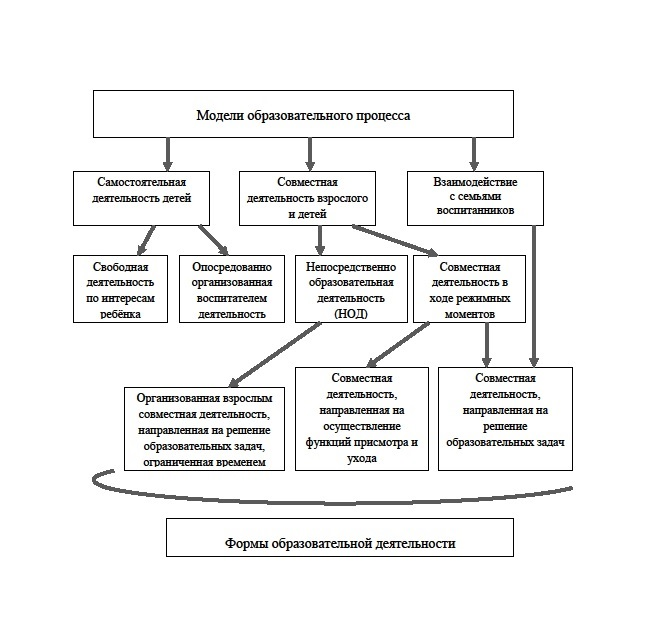 Модели образовательного процесса
Самостоятельная
деятельность детей
Совместная
деятельность взрослого
и детей
Взаимодействие
с семьями
воспитанников
Свободная
деятельность
по интересам
ребёнка
Опосредованно
организованная
воспитателем
деятельность
Непосредственно
образовательная
деятельность
(НОД)
Совместная
деятельность в
ходе режимных
моментов
Организованная взрослым
совместная деятельность,
направленная на решение
образовательных задач,
ограниченная временем
Совместная
деятельность,
направленная на
осуществление
функций присмотра и
ухода
Совместная
деятельность,
направленная на
решение
образовательных задач
Формы образовательной деятельности